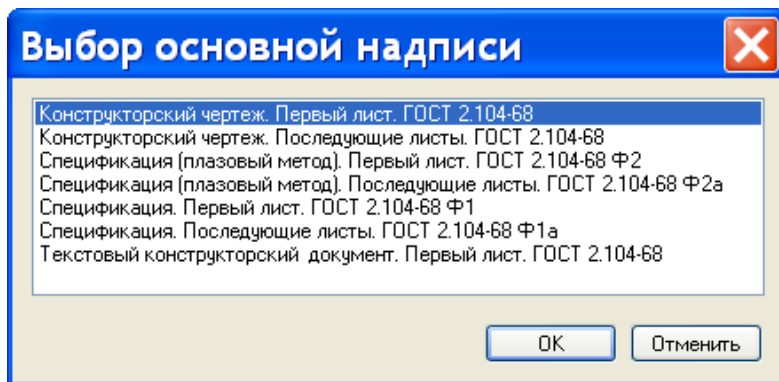 Выбор основной надписи
Конструкторский чертеж. Первый лист. ГОСТ 2.104-68
Конструкторский чертеж. Последующие листы. ГОСТ 2.104-68
Спецификация (плазовый метод). Первый лист. ГОСТ 2.104-68 Ф2
Спецификация (плазовый метод). Последующие листы. ГОСТ 2.104-68 Ф2а
Спецификация. Первый лист. ГОСТ 2.104-68 Ф1
Спецификация. Последующие листы. ГОСТ 2.104-68 Ф1а
Текстовый конструкторский  документ. Первый лист. ГОСТ 2.104-68
OK Отменить